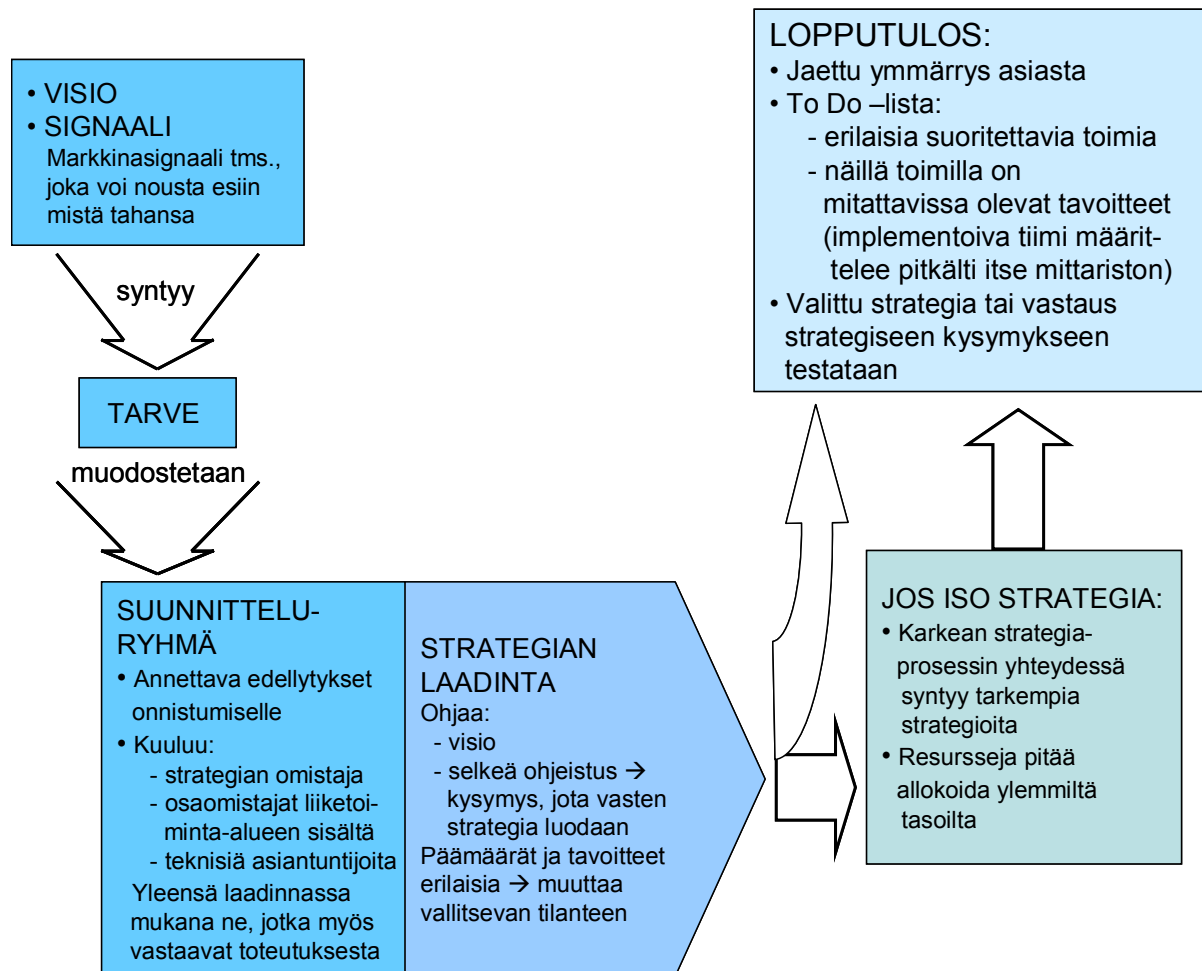 • VISIO
• SIGNAALI
Markkinasignaali tms.,
joka voi nousta esiin
mistä tahansa
syntyy
TARVE
muodostetaan
SUUNNITTELU-
RYHMÄ
• Annettava edellytykset
onnistumiselle
• Kuuluu:
- strategian omistaja
- osaomistajat liiketoi-
minta-alueen sisältä
- teknisiä asiantuntijoita
Yleensä laadinnassa
mukana ne, jotka myös
vastaavat toteutuksesta
STRATEGIAN
LAADINTA
Ohjaa:
- visio
- selkeä ohjeistus →
kysymys, jota vasten
strategia luodaan
Päämäärät ja tavoitteet
erilaisia → muuttaa
vallitsevan tilanteen
JOS ISO STRATEGIA:
• Karkean strategia-
prosessin yhteydessä
syntyy tarkempia
strategioita
• Resursseja pitää
allokoida ylemmiltä
tasoilta
LOPPUTULOS:
• Jaettu ymmärrys asiasta
• To Do –lista:
- erilaisia suoritettavia toimia
- näillä toimilla on
mitattavissa olevat tavoitteet
(implementoiva tiimi määrit-
telee pitkälti itse mittariston)
• Valittu strategia tai vastaus
strategiseen kysymykseen
testataan